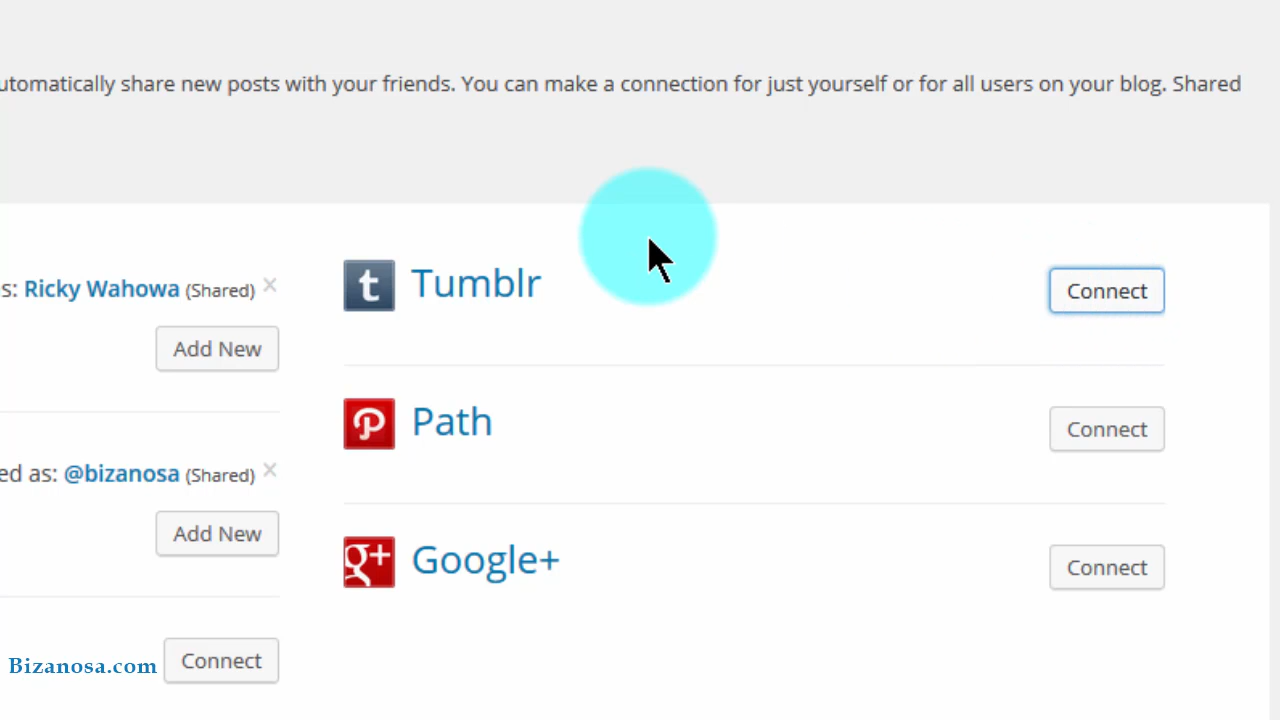 utomatically share new posts with your friends. You can make a connection for just yourself or for all users on your blog. Shared
s: Ricky Wahowa (Shared) ×
Add New
ed as: @bizanosa (Shared) ×
Add New
Bizanosa.com Connect
t Tumblr Connect
Path Connect
g+ Google+ Connect